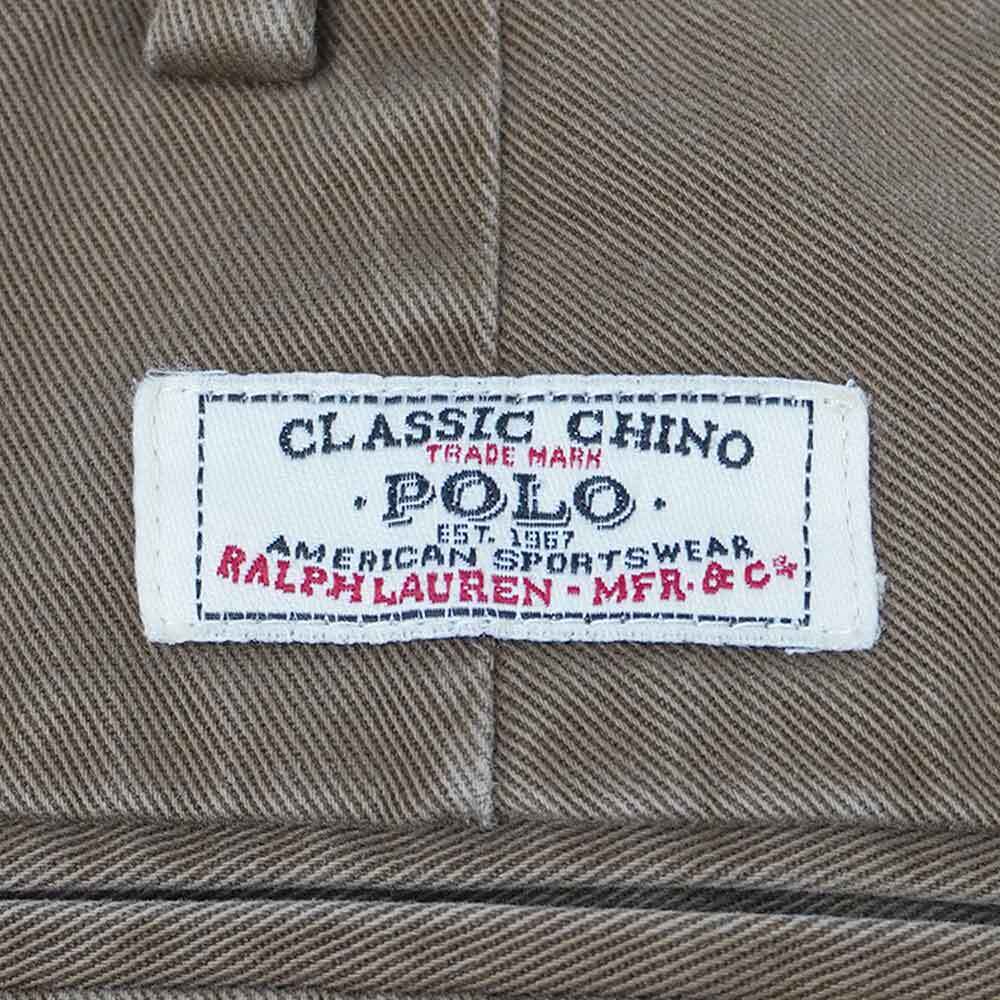 CLASSIC CHINO
TRADE MARK
· POLO ·
EST. 1967
AMERICAN SPORTSWEAR
RALPH LAUREN - MFR. & Co.